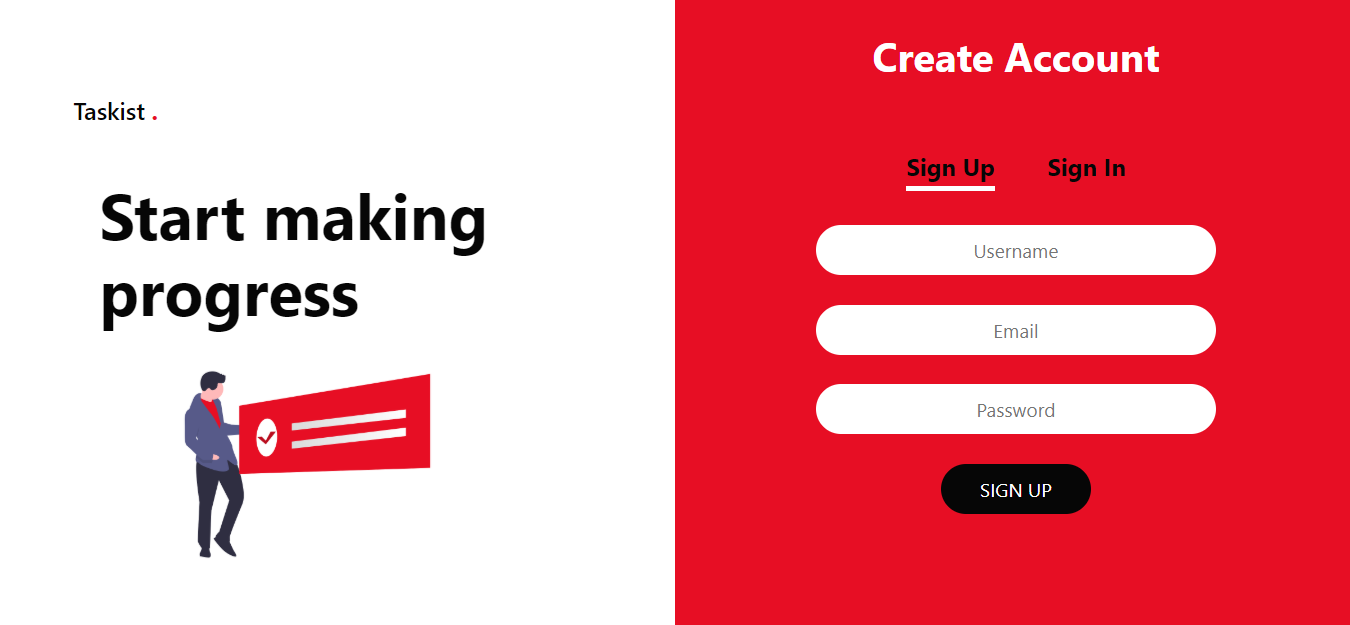 Taskist .
Start making
progress
Create Account
Sign Up
Sign In
Username
Email
Password
SIGN UP